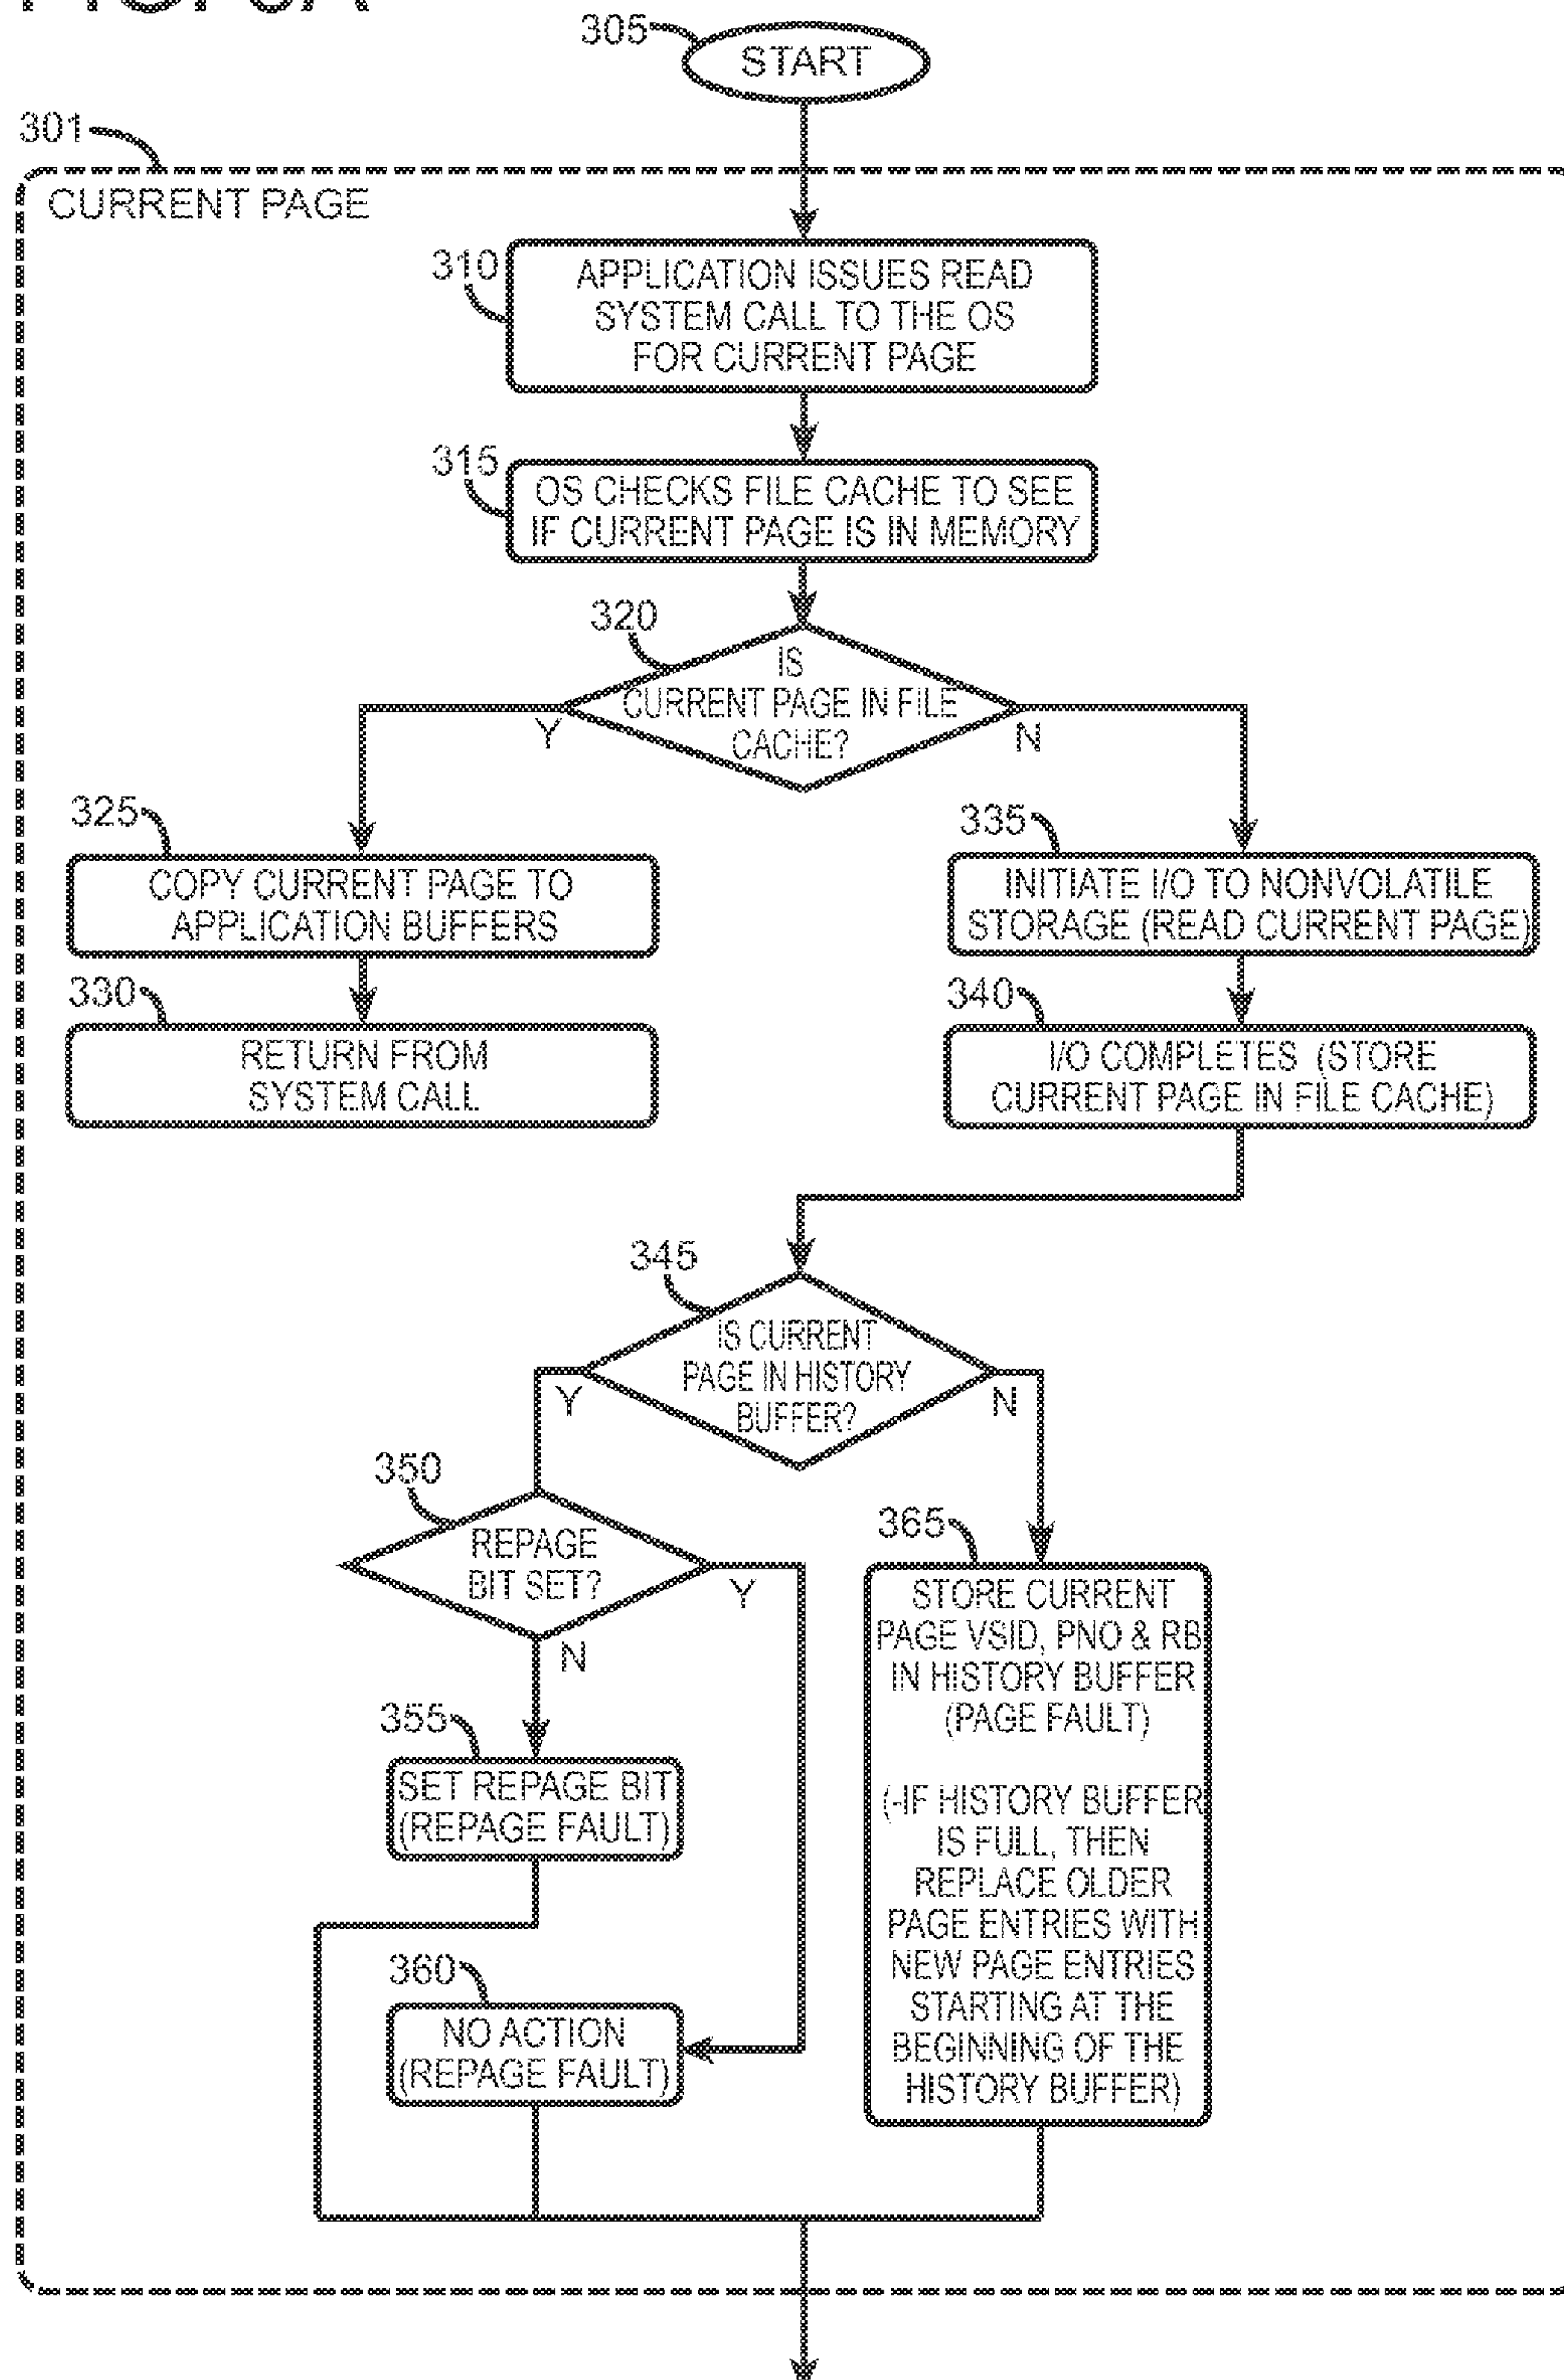 305
START
301
CURRENT PAGE
310
APPLICATION ISSUES READ
SYSTEM CALL TO THE OS
FOR CURRENT PAGE
315
OS CHECKS FILE CACHE TO SEE
IF CURRENT PAGE IS IN MEMORY
320
IS
CURRENT PAGE IN FILE
CACHE?
Y
N
325
COPY CURRENT PAGE TO
APPLICATION BUFFERS
335
INITIATE I/O TO NONVOLATILE
STORAGE (READ CURRENT PAGE)
330
RETURN FROM
SYSTEM CALL
340
I/O COMPLETES (STORE
CURRENT PAGE IN FILE CACHE)
345
IS CURRENT
PAGE IN HISTORY
BUFFER?
Y
N
350
REPAGE
BIT SET?
Y
N
355
SET REPAGE BIT
(REPAGE FAULT)
360
NO ACTION
(REPAGE FAULT)
365
STORE CURRENT
PAGE VSID, PNO & RB
IN HISTORY BUFFER
(PAGE FAULT)
(-IF HISTORY BUFFER
IS FULL, THEN
REPLACE OLDER
PAGE ENTRIES WITH
NEW PAGE ENTRIES
STARTING AT THE
BEGINNING OF THE
HISTORY BUFFER)